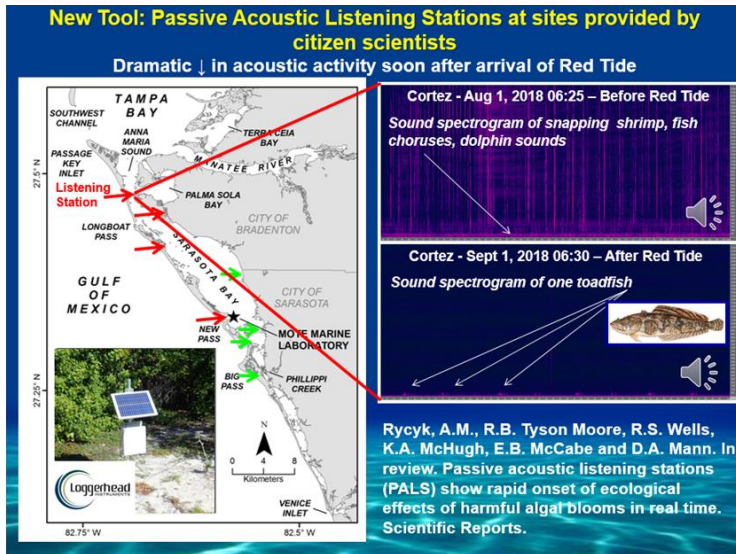 New Tool: Passive Acoustic Listening Stations at sites provided by
citizen scientists
Dramatic ↓ in acoustic activity soon after arrival of Red Tide
TAMPA
BAY
SOUTHWEST
CHANNEL
ANNA
MARIA
SOUND
TERRA CEIA
BAY
PASSAGE
KEY
INLET
MANATEE RIVER
27.5° N
Listening
Station
PALMA SOLA
BAY
CITY OF
BRADENTON
LONGBOAT
PASS
SARASOTA BAY
GULF
OF
MEXICO
CITY OF
SARASOTA
NEW
PASS
MOTE MARINE
LABORATORY
BIG
PASS
PHILLIPPI
CREEK
27.25° N
N
0 4 8
Kilometers
VENICE
INLET
82.75° W
82.5° W
Loggerhead
INSTRUMENTS
Cortez - Aug 1, 2018 06:25 – Before Red Tide
Sound spectrogram of snapping shrimp, fish
choruses, dolphin sounds
Cortez - Sept 1, 2018 06:30 – After Red Tide
Sound spectrogram of one toadfish
Rycyk, A.M., R.B. Tyson Moore, R.S. Wells,
K.A. McHugh, E.B. McCabe and D.A. Mann. In
review. Passive acoustic listening stations
(PALS) show rapid onset of ecological
effects of harmful algal blooms in real time.
Scientific Reports.